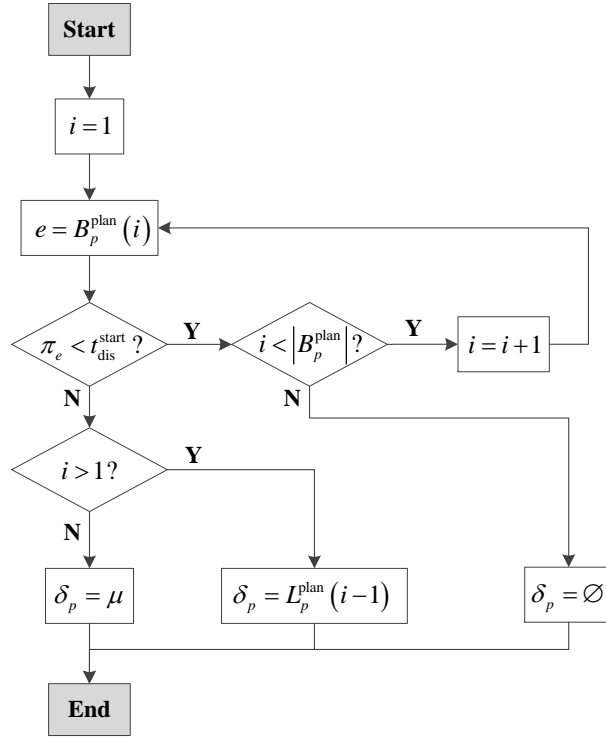 Start
i = 1
e = B_p^plan (i)
π_e < t_dis^start ?
Y
i < |B_p^plan| ?
Y
i = i + 1
N
N
i > 1?
Y
N
δ_p = μ
δ_p = L_p^plan (i−1)
δ_p = ∅
End